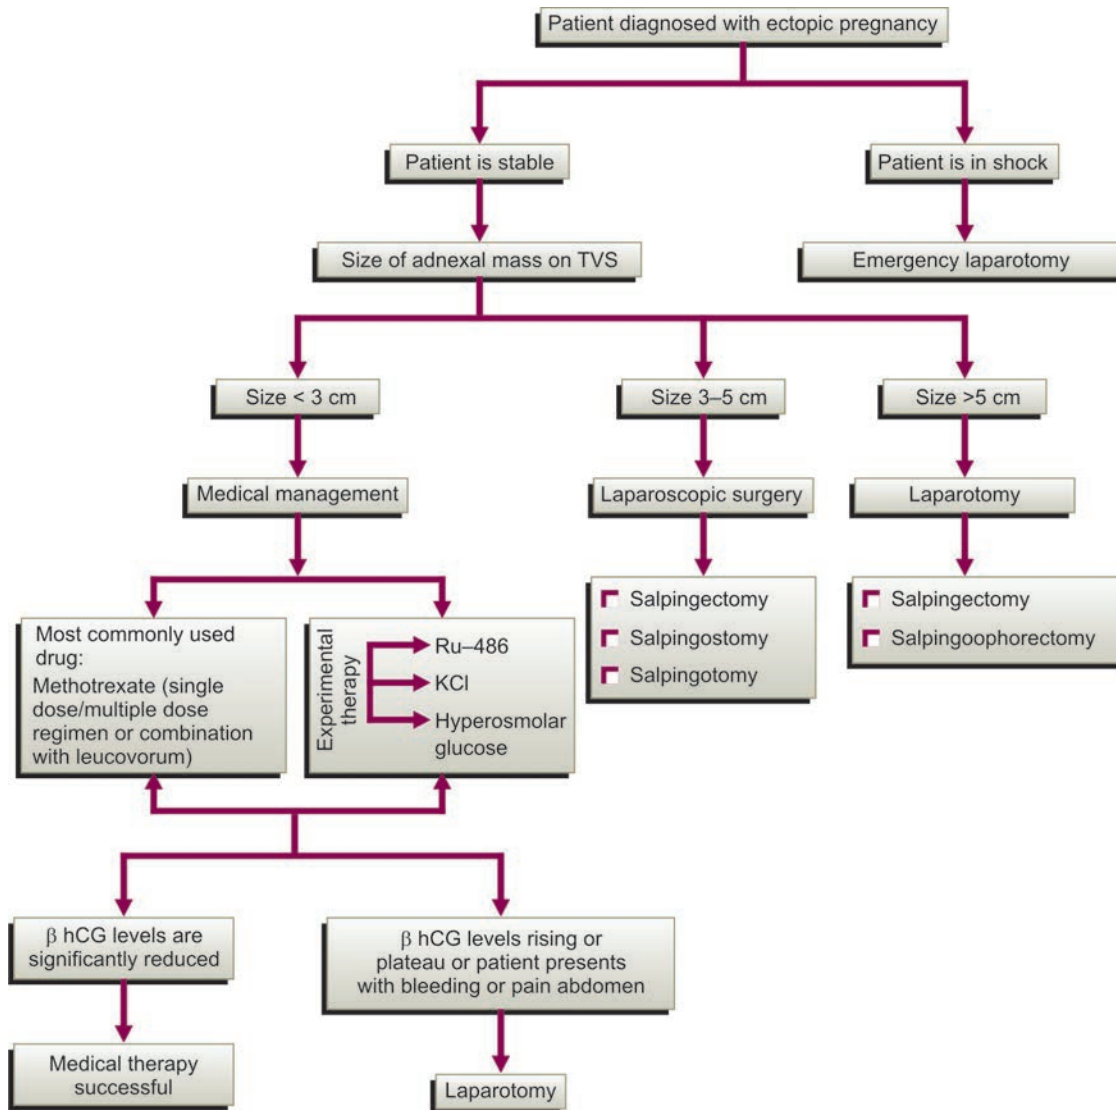 Patient diagnosed with ectopic pregnancy
Patient is stable
Patient is in shock
Size of adnexal mass on TVS
Emergency laparotomy
Size < 3 cm
Size 3–5 cm
Size >5 cm
Medical management
Laparoscopic surgery
Laparotomy
Most commonly used
drug:
Methotrexate (single
dose/multiple dose
regimen or combination
with leucovorum)
Experimental
therapy
Ru–486
KCl
Hyperosmolar
glucose
Salpingectomy
Salpingostomy
Salpingotomy
Salpingectomy
Salpingoophorectomy
β hCG levels are
significantly reduced
β hCG levels rising or
plateau or patient presents
with bleeding or pain abdomen
Medical therapy
successful
Laparotomy